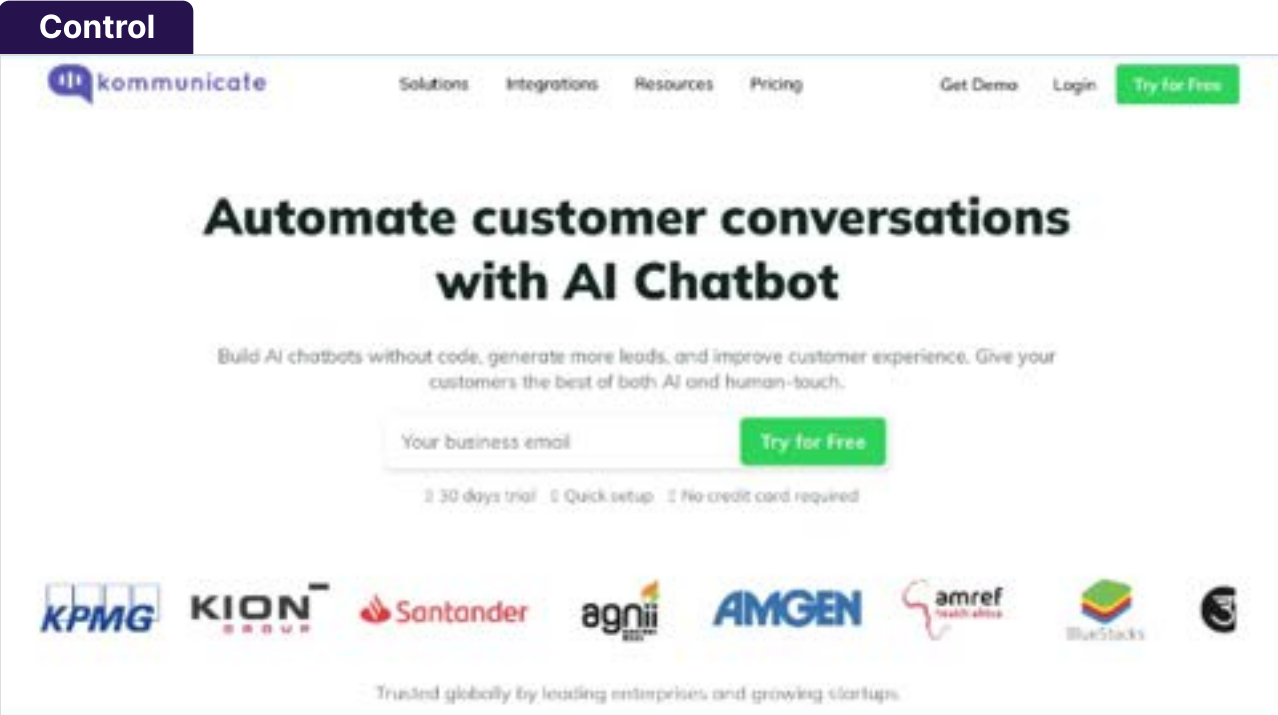 Control
kommunicate
Solutions Integrations Resources Pricing Get Demo Login Try for Free
Automate customer conversations
with AI Chatbot
Build AI chatbots without code, generate more leads, and improve customer experience. Give your
customers the best of both AI and human-touch.
Your business email Try for Free
30 days trial Quick setup No credit card required
KPMG KION GROUP Santander agnii AMGEN amref health africa BlueStacks
Trusted globally by leading enterprises and growing startups